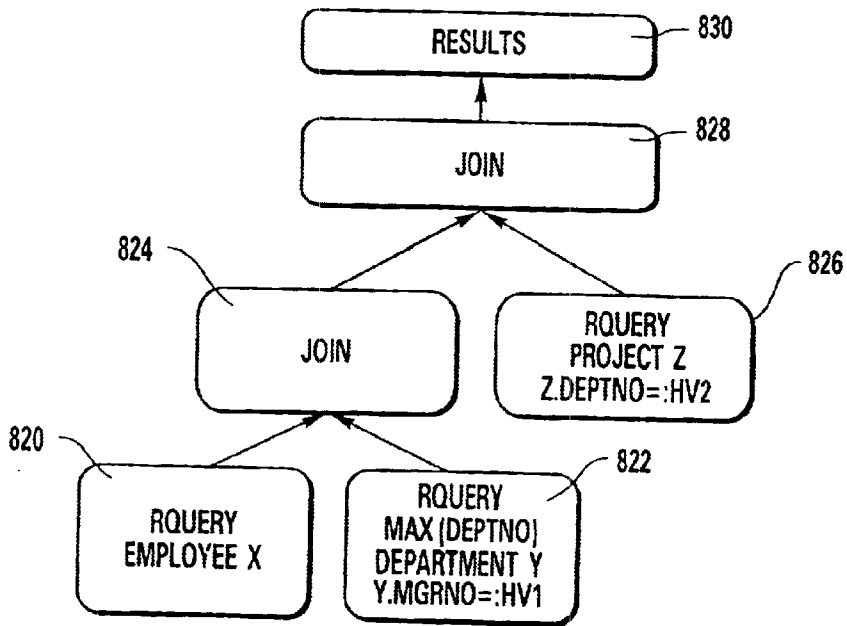 RESULTS
830
JOIN
828
824
JOIN
826
RQUERY
PROJECT Z
Z.DEPTNO=:HV2
820
RQUERY
EMPLOYEE X
822
RQUERY
MAX(DEPTNO)
DEPARTMENT Y
Y.MGRNO=:HV1